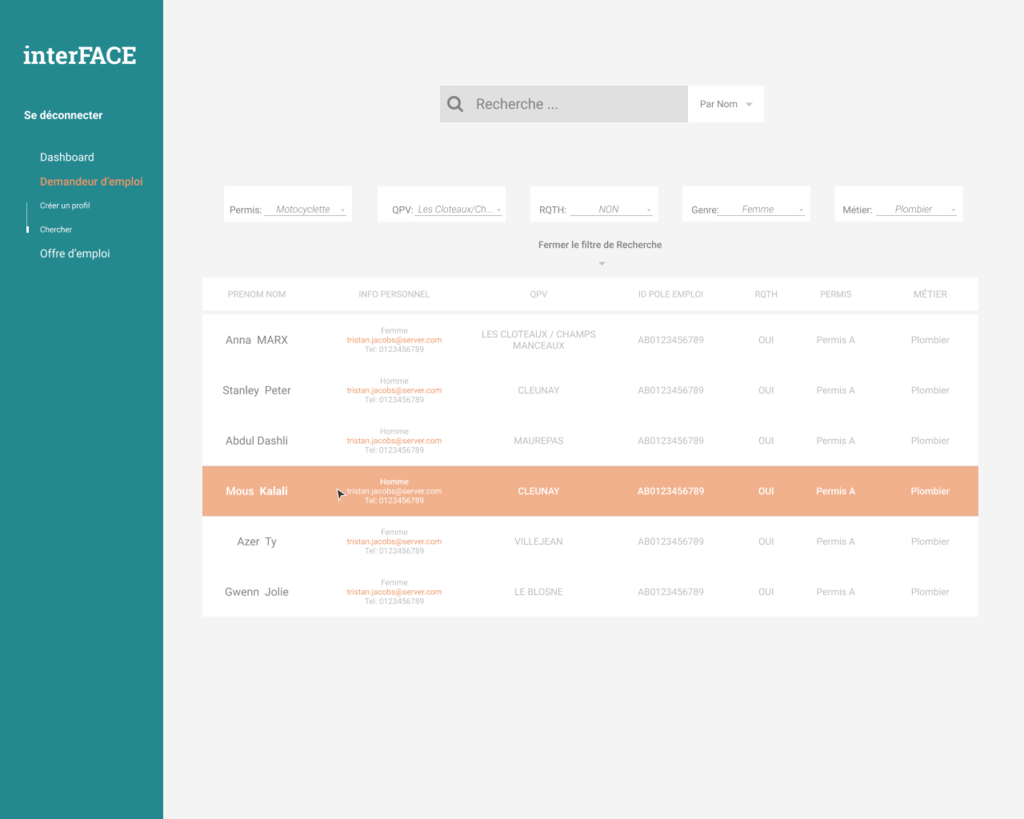 interFACE
Se déconnecter
Dashboard
Demandeur d'emploi
Créer un profil
Chercher
Offre d'emploi
Recherche ...
Par Nom
Permis: Motocyclette
QPV: Les Cloteaux/Ch...
RQTH: NON
Genre: Femme
Métier: Plombier
Fermer le filtre de Recherche
PRENOM NOM INFO PERSONNEL QPV ID POLE EMPLOI RQTH PERMIS MÉTIER
Anna MARX
Femme
tristan.jacobs@server.com
Tel: 0123456789
LES CLOTEAUX / CHAMPS
MANCEAUX
AB0123456789 OUI Permis A Plombier
Stanley Peter
Homme
tristan.jacobs@server.com
Tel: 0123456789
CLEUNAY AB0123456789 OUI Permis A Plombier
Abdul Dashli
Homme
tristan.jacobs@server.com
Tel: 0123456789
MAUREPAS AB0123456789 OUI Permis A Plombier
Mous Kalali
Homme
tristan.jacobs@server.com
Tel: 0123456789
CLEUNAY AB0123456789 OUI Permis A Plombier
Azer Ty
Femme
tristan.jacobs@server.com
Tel: 0123456789
VILLEJEAN AB0123456789 OUI Permis A Plombier
Gwenn Jolie
Femme
tristan.jacobs@server.com
Tel: 0123456789
LE BLOSNE AB0123456789 OUI Permis A Plombier